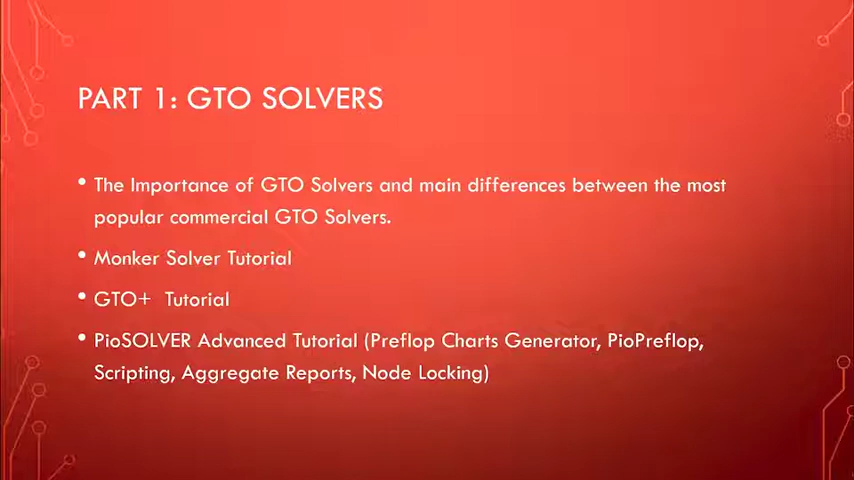 PART 1: GTO SOLVERS
• The Importance of GTO Solvers and main differences between the most
popular commercial GTO Solvers.
• Monker Solver Tutorial
• GTO+ Tutorial
• PioSOLVER Advanced Tutorial (Preflop Charts Generator, PioPreflop,
Scripting, Aggregate Reports, Node Locking)